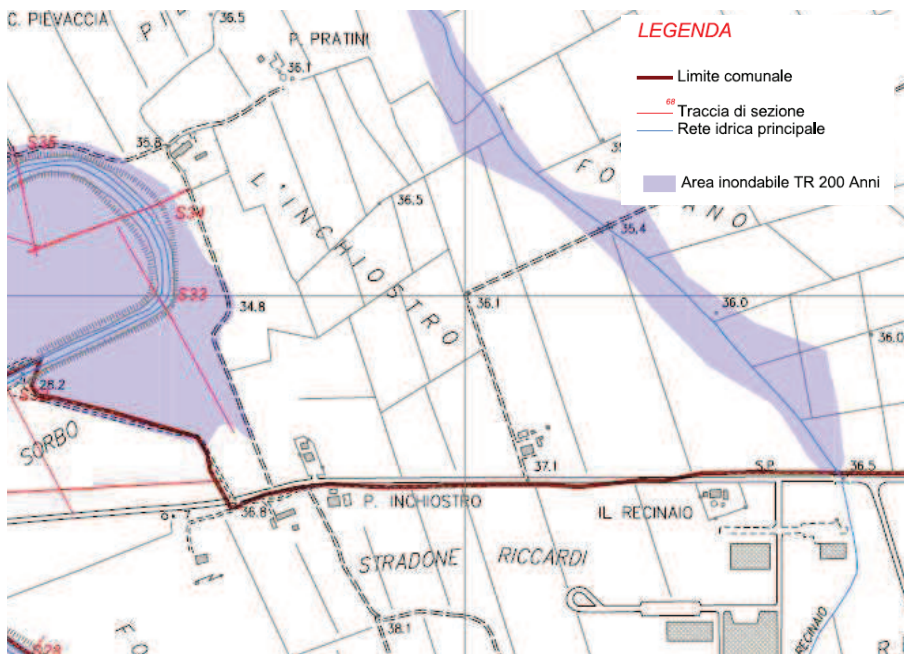 C. PIEVACCIA
36.5
P. PRATINI
36.1
LEGENDA
Limite comunale
68
Traccia di sezione
Rete idrica principale
Area inondabile TR 200 Anni
S35
35.8
L'INCHIOSTRO
36.5
S34
35.4
S33
34.8
36.1
36.0
36.0
28.2
SORBO
37.1
S.P.
36.5
36.8
P. INCHIOSTRO
IL RECINAIO
STRADONE RICCARDI
38.1
RECINAIO
S28